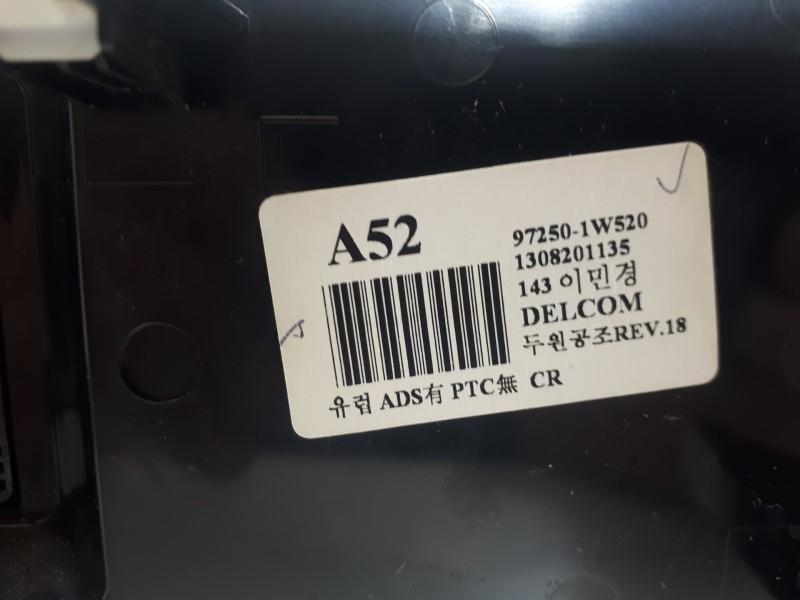 A52
97250-1W520
1308201135
143 이민경
DELCOM
두원공조REV.18
유럽 ADS有 PTC無 CR